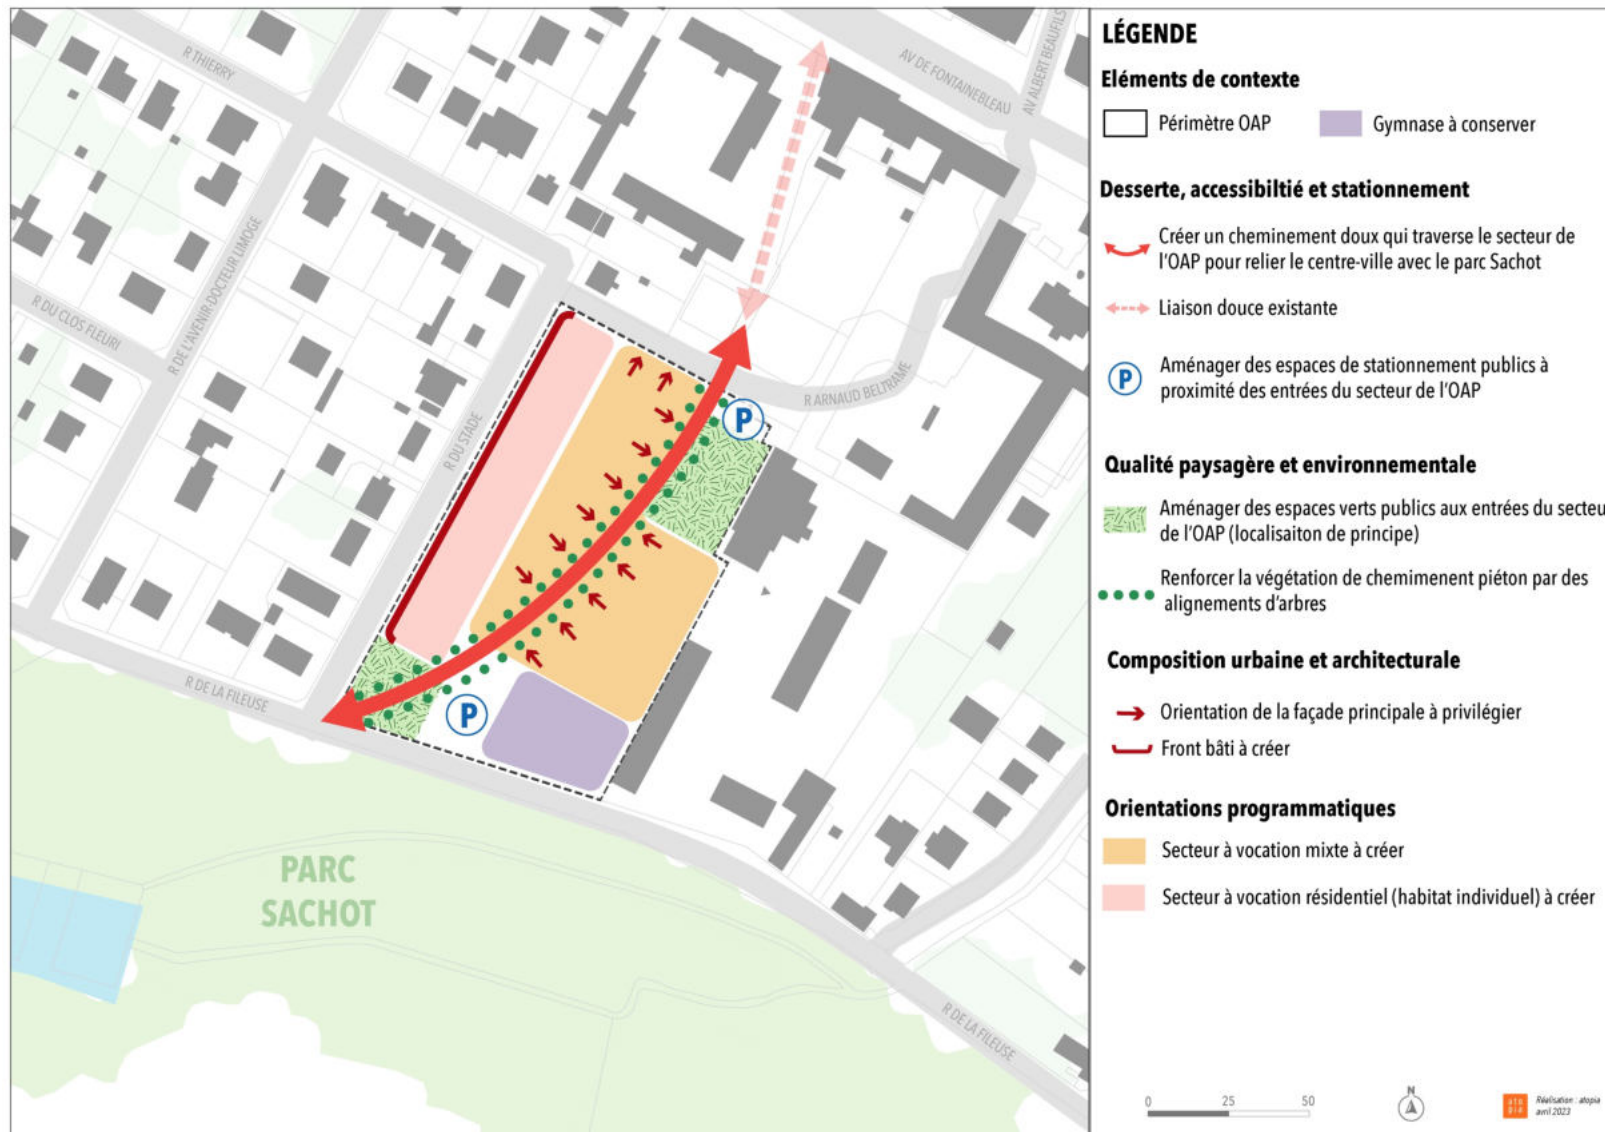 R THIERRY
AV DE FONTAINEBLEAU
AV ALBERT BEAUFILS
R DE L'AVENIR DOCTEUR LIMOGE
R DU CLOS FLEURI
R DU STADE
R ARNAUD BELTRAME
P
R DE LA FILEUSE
P
PARC
SACHOT
R DE LA FILEUSE
LÉGENDE
Eléments de contexte
Périmètre OAP
Gymnase à conserver
Desserte, accessibiltié et stationnement
Créer un cheminement doux qui traverse le secteur de
l'OAP pour relier le centre-ville avec le parc Sachot
Liaison douce existante
P
Aménager des espaces de stationnement publics à
proximité des entrées du secteur de l'OAP
Qualité paysagère et environnementale
Aménager des espaces verts publics aux entrées du secteu
de l'OAP (localisaiton de principe)
Renforcer la végétation de chemimenent piéton par des
alignements d'arbres
Composition urbaine et architecturale
Orientation de la façade principale à privilégier
Front bâti à créer
Orientations programmatiques
Secteur à vocation mixte à créer
Secteur à vocation résidentiel (habitat individuel) à créer
0 25 50
N
Réalisation : atopia
avril 2023